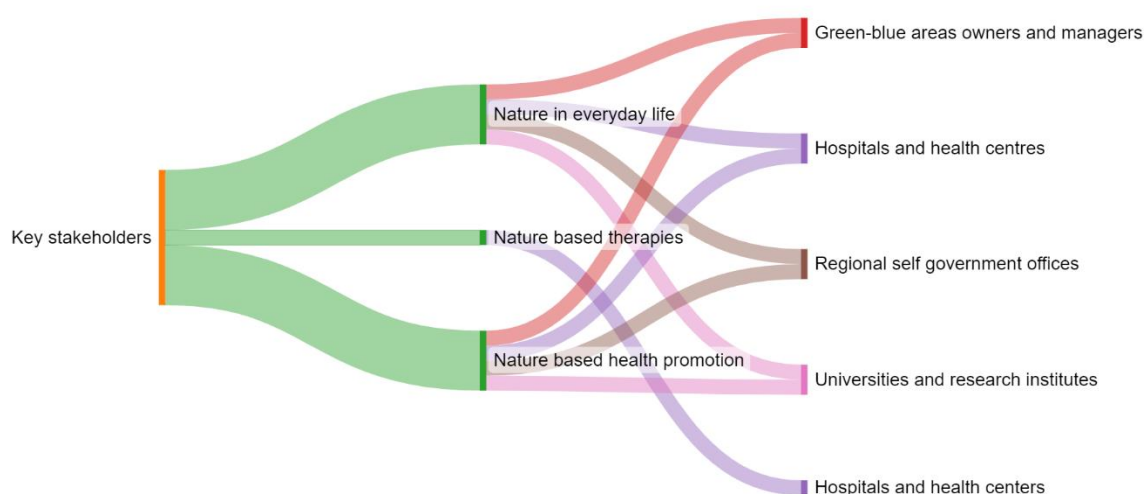 Key stakeholders
Nature in everyday life
Nature based therapies
Nature based health promotion
Green-blue areas owners and managers
Hospitals and health centres
Regional self government offices
Universities and research institutes
Hospitals and health centers